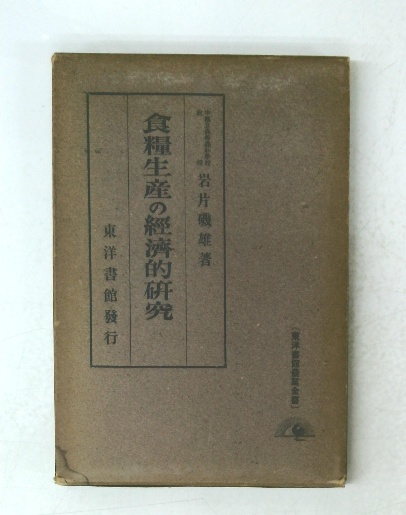 岩片磯雄著
食糧生産の經濟的研究
東洋書館發行